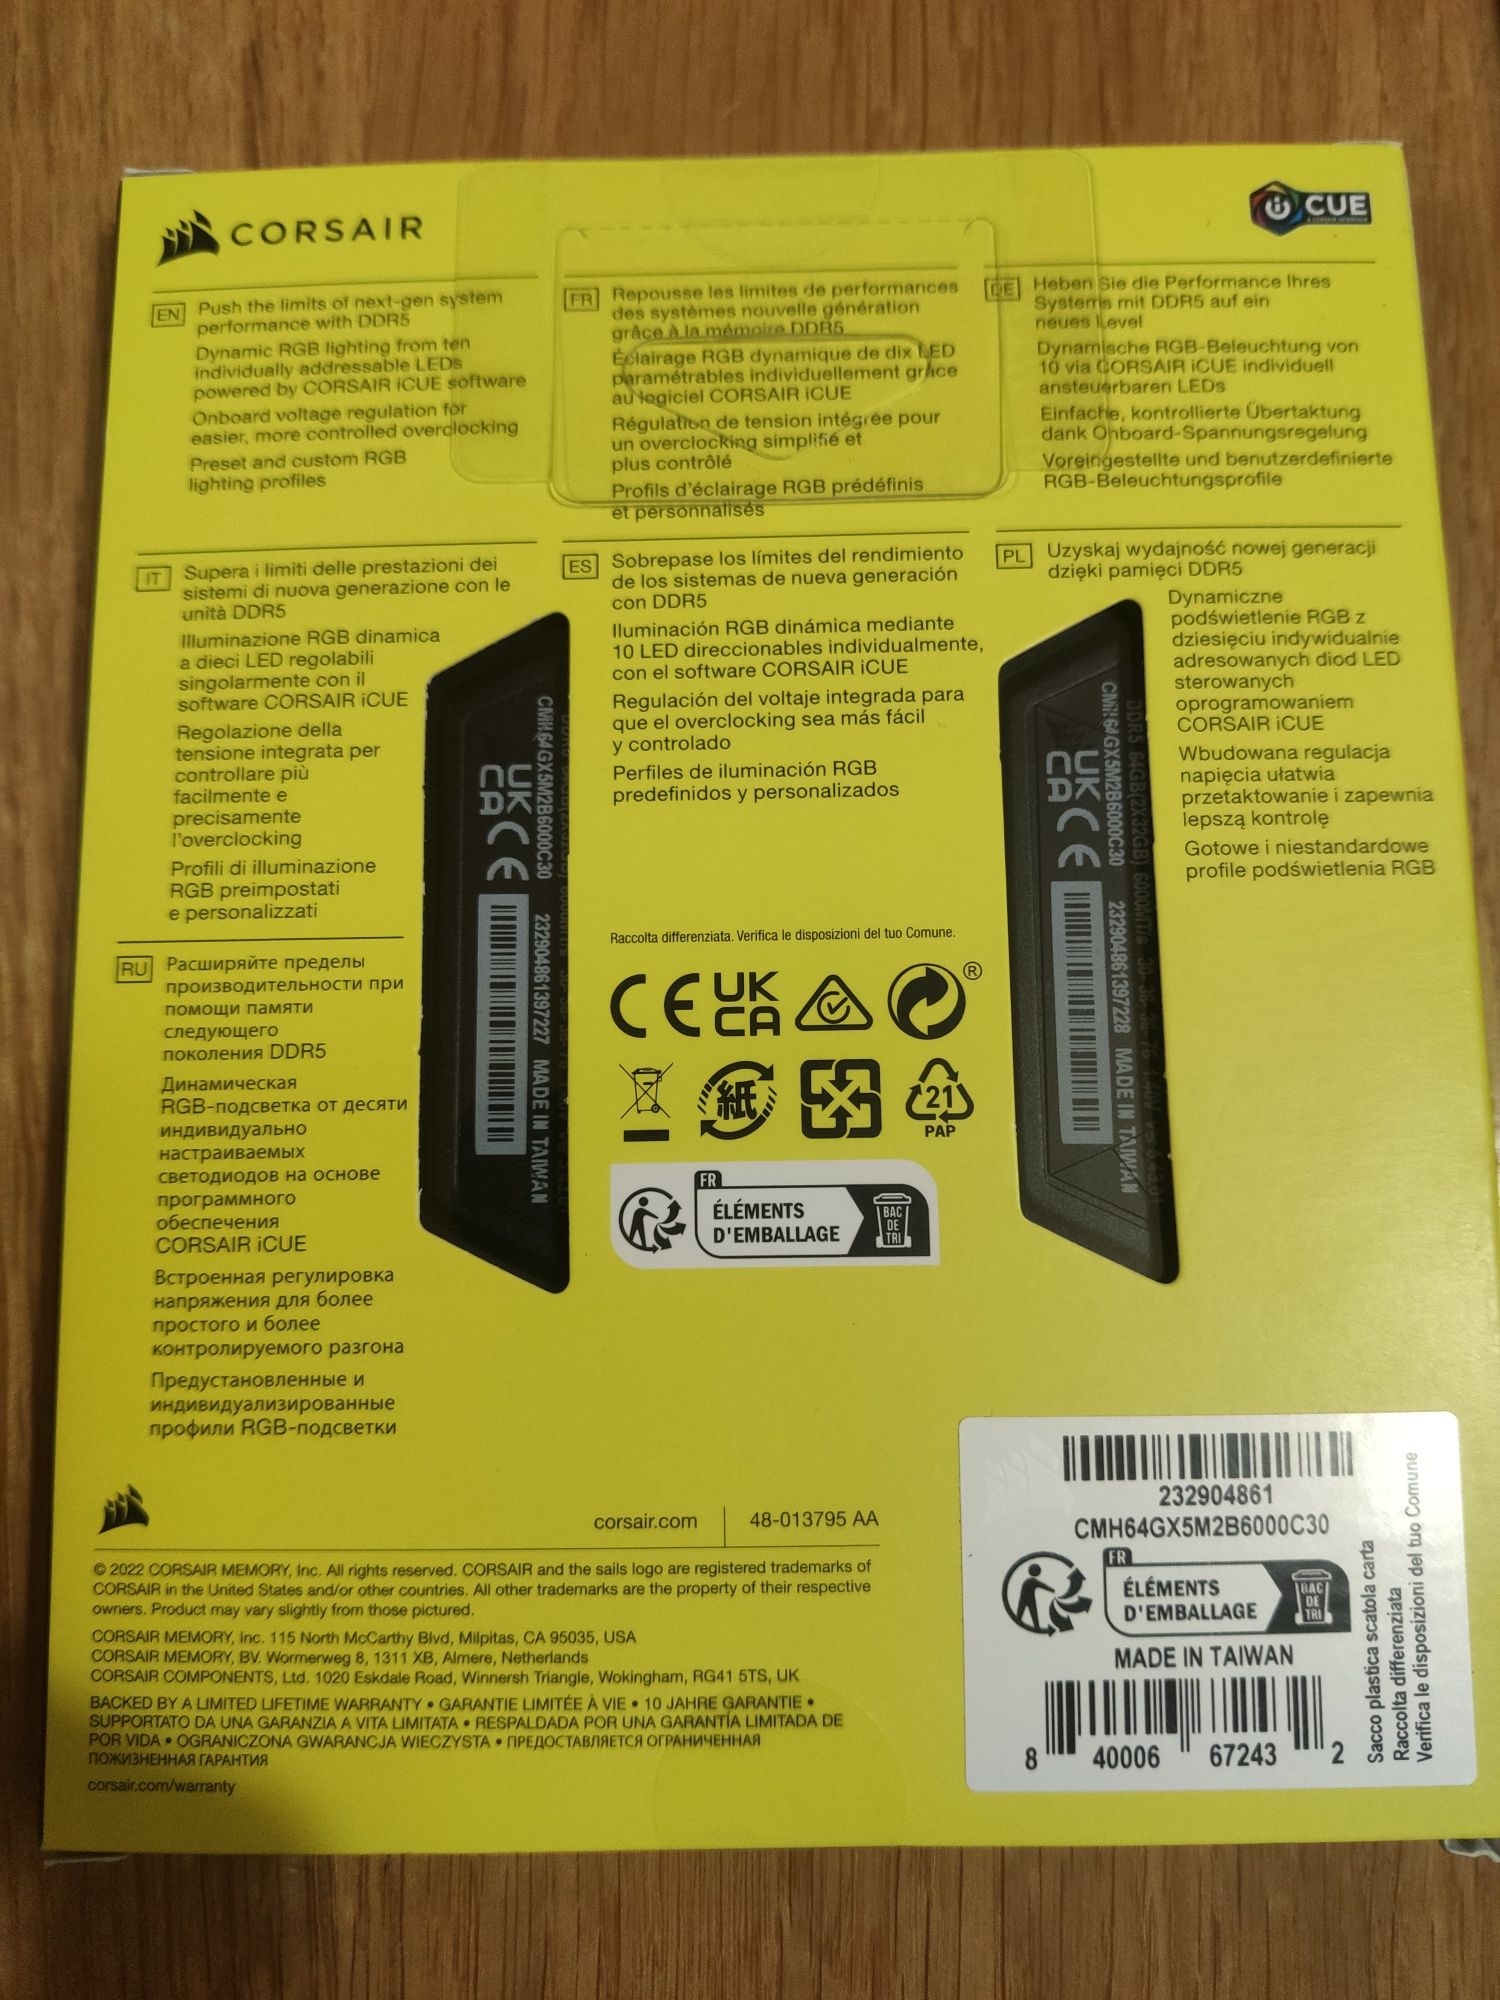 CORSAIR
iCUE
EN
Push the limits of next-gen system
performance with DDR5
Dynamic RGB lighting from ten
individually addressable LEDs
powered by CORSAIR iCUE software
Onboard voltage regulation for
easier, more controlled overclocking
Preset and custom RGB
lighting profiles
FR
Repousse les limites de performances
des systèmes nouvelle génération
grâce à la mémoire DDR5
Éclairage RGB dynamique de dix LED
paramétrables individuellement grâce
au logiciel CORSAIR iCUE
Régulation de tension intégrée pour
un overclocking simplifié et
plus contrôlé
Profils d'éclairage RGB prédéfinis
et personnalisés
DE
Heben Sie die Performance Ihres
Systems mit DDR5 auf ein
neues Level
Dynamische RGB-Beleuchtung von
10 via CORSAIR iCUE individuell
ansteuerbaren LEDs
Einfache, kontrollierte Übertaktung
dank Onboard-Spannungsregelung
Voreingestellte und benutzerdefinierte
RGB-Beleuchtungsprofile
IT
Supera i limiti delle prestazioni dei
sistemi di nuova generazione con le
unità DDR5
Illuminazione RGB dinamica
a dieci LED regolabili
singolarmente con il
software CORSAIR iCUE
Regolazione della
tensione integrata per
controllare più
facilmente e
precisamente
l'overclocking
Profili di illuminazione
RGB preimpostati
e personalizzati
ES
Sobrepase los límites del rendimiento
de los sistemas de nueva generación
con DDR5
Iluminación RGB dinámica mediante
10 LED direccionables individualmente,
con el software CORSAIR iCUE
Regulación del voltaje integrada para
que el overclocking sea más fácil
y controlado
Perfiles de iluminación RGB
predefinidos y personalizados
PL
Uzyskaj wydajność nowej generacji
dzięki pamięci DDR5
Dynamiczne
podświetlenie RGB z
dziesięciu indywidualnie
adresowanych diod LED
sterowanych
oprogramowaniem
CORSAIR iCUE
Wbudowana regulacja
napięcia ułatwia
przetaktowanie i zapewnia
lepszą kontrolę
Gotowe i niestandardowe
profile podświetlenia RGB
RU
Расширяйте пределы
производительности при
помощи памяти
следующего
поколения DDR5
Динамическая
RGB-подсветка от десяти
индивидуально
настраиваемых
светодиодов на основе
программного
обеспечения
CORSAIR iCUE
Встроенная регулировка
напряжения для более
простого и более
контролируемого разгона
Предустановленные и
индивидуализированные
профили RGB-подсветки
CMH64GX5M2B6000C30 232904861397227 MADE IN TAIWAN
UK
CA CE
DDR5 64GB(2X32GB) 6000MT/s 30-36-36-76 1.40V
CMH64GX5M2B6000C30 232904861397228 MADE IN TAIWAN
UK
CA CE
Raccolta differenziata. Verifica le disposizioni del tuo Comune.
CE UK
CA ®
紙
21
PAP
FR
ÉLÉMENTS
D'EMBALLAGE
BAC
DE
TRI
corsair.com
48-013795 AA
© 2022 CORSAIR MEMORY, Inc. All rights reserved. CORSAIR and the sails logo are registered trademarks of
CORSAIR in the United States and/or other countries. All other trademarks are the property of their respective
owners. Product may vary slightly from those pictured.
CORSAIR MEMORY, Inc. 115 North McCarthy Blvd, Milpitas, CA 95035, USA
CORSAIR MEMORY, BV. Wormerweg 8, 1311 XB, Almere, Netherlands
CORSAIR COMPONENTS, Ltd. 1020 Eskdale Road, Winnersh Triangle, Wokingham, RG41 5TS, UK
BACKED BY A LIMITED LIFETIME WARRANTY • GARANTIE LIMITÉE À VIE • 10 JAHRE GARANTIE •
SUPPORTATO DA UNA GARANZIA A VITA LIMITATA • RESPALDADA POR UNA GARANTÍA LIMITADA DE
POR VIDA • OGRANICZONA GWARANCJA WIECZYSTA • ПРЕДОСТАВЛЯЕТСЯ ОГРАНИЧЕННАЯ
ПОЖИЗНЕННАЯ ГАРАНТИЯ
corsair.com/warranty
232904861
CMH64GX5M2B6000C30
FR
ÉLÉMENTS
D'EMBALLAGE
BAC
DE
TRI
MADE IN TAIWAN
8 40006 67243 2
Sacco plastica scatola carta
Raccolta differenziata
Verifica le disposizioni del tuo Comune